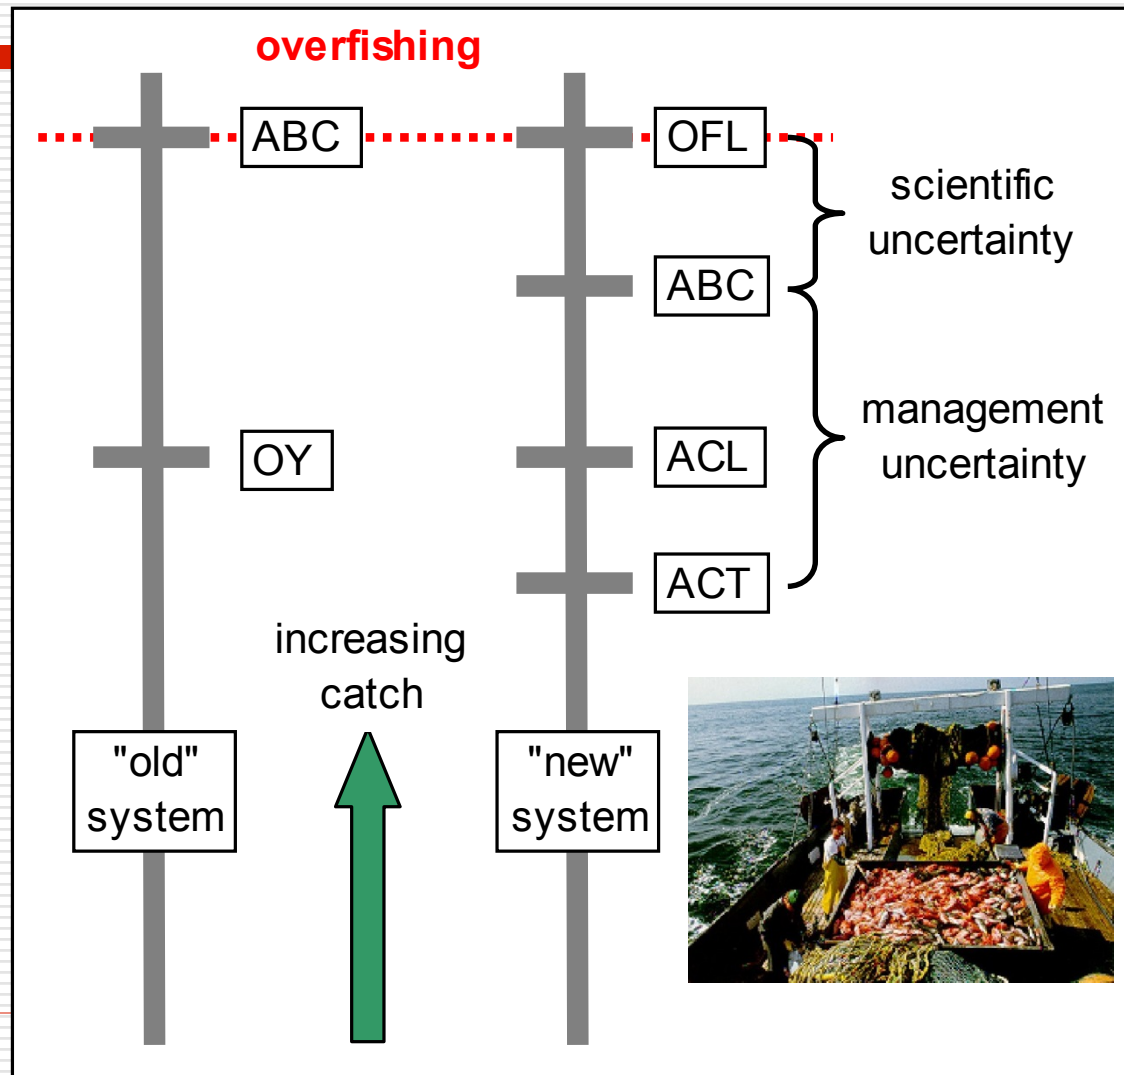 overfishing
ABC
OFL
scientific
uncertainty
ABC
management
uncertainty
OY
ACL
ACT
increasing
catch
"old"
system
"new"
system